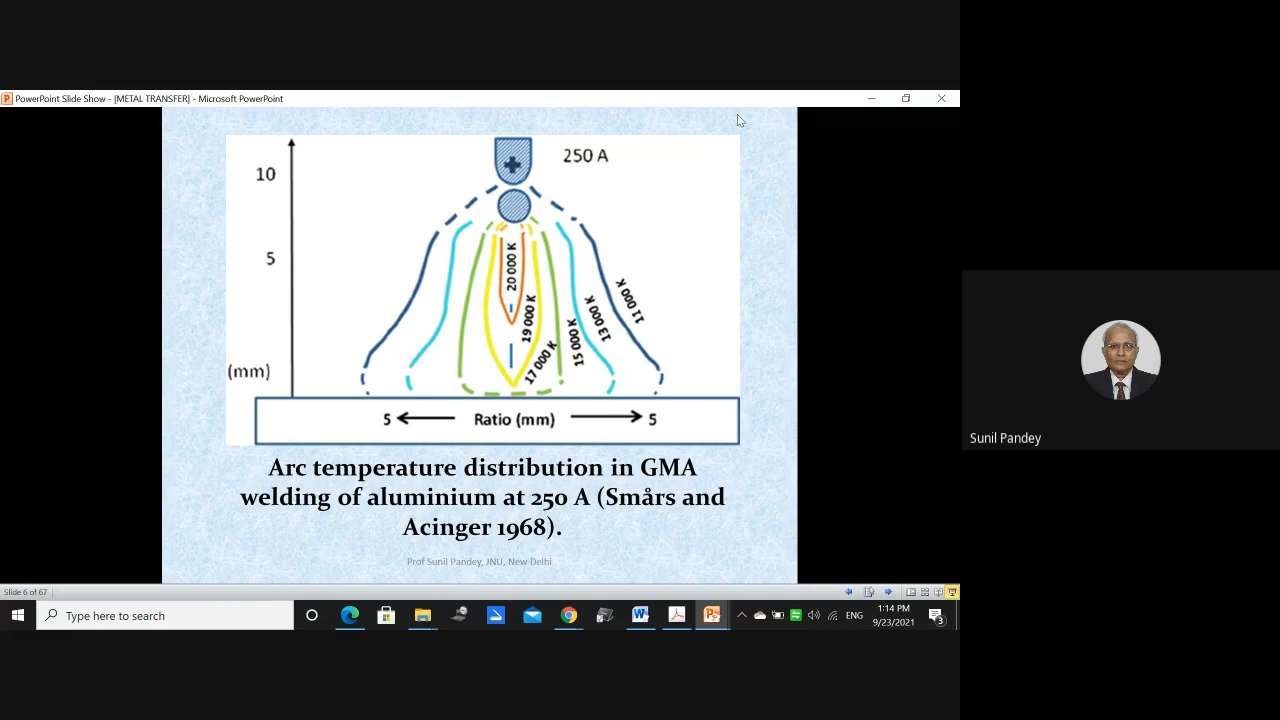 PowerPoint Slide Show - [METAL TRANSFER] - Microsoft PowerPoint
250 A
10
5
(mm)
20 000 K
19 000 K
17 000 K
15 000 K
13 000 K
11 000 K
5 Ratio (mm) 5
Arc temperature distribution in GMA
welding of aluminium at 250 A (Smårs and
Acinger 1968).
Prof Sunil Pandey, JNU, New Delhi
Sunil Pandey
Slide 6 of 67
Type here to search
ENG
1:14 PM
9/23/2021
3